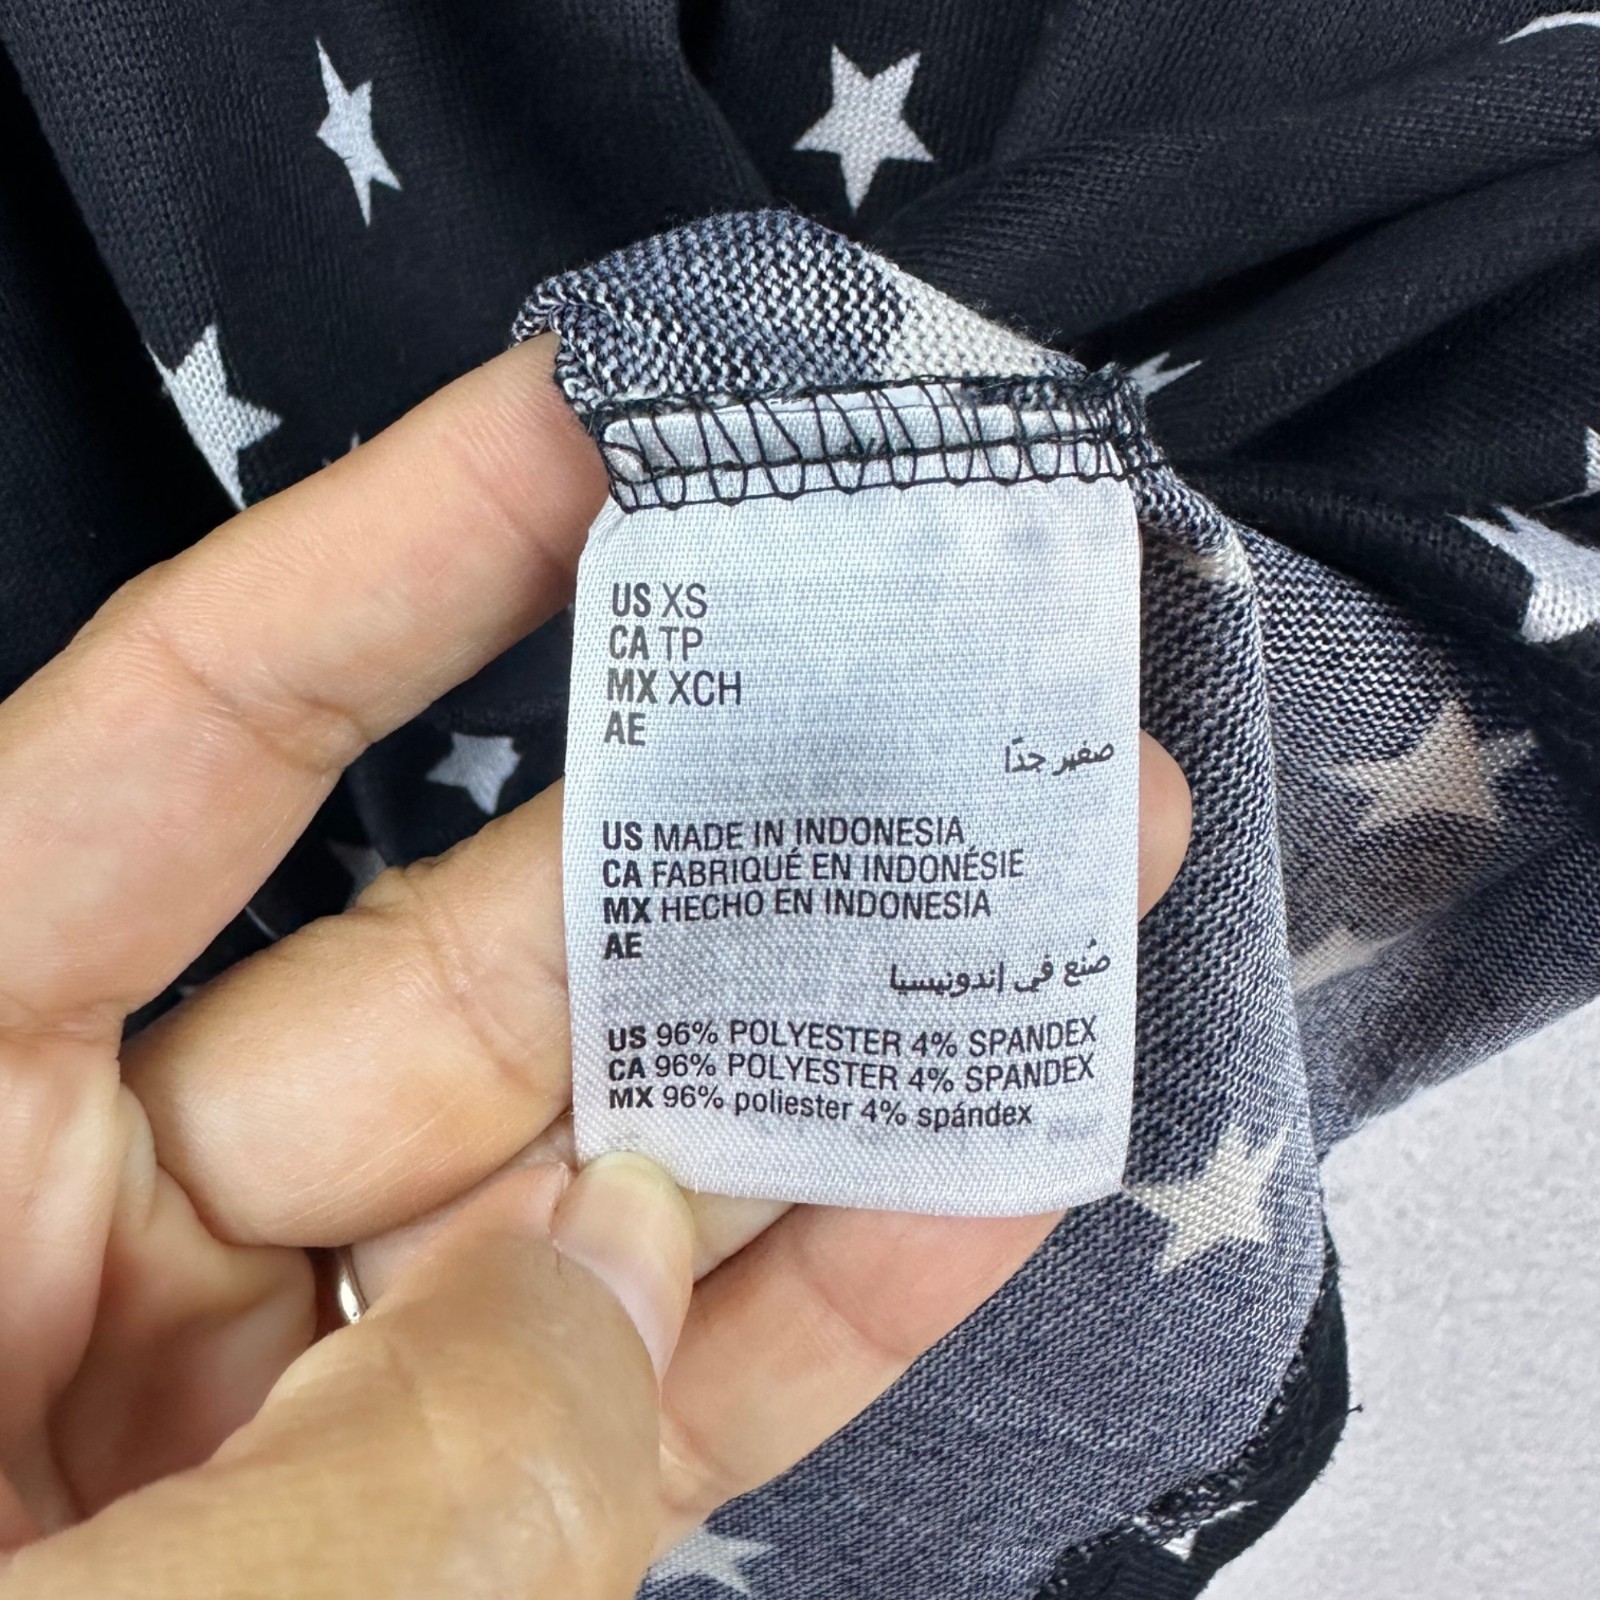 US XS
CA TP
MX XCH
AE
صغير جدًا
US MADE IN INDONESIA
CA FABRIQUÉ EN INDONÉSIE
MX HECHO EN INDONESIA
AE
صُنع في إندونيسيا
US 96% POLYESTER 4% SPANDEX
CA 96% POLYESTER 4% SPANDEX
MX 96% poliester 4% spándex